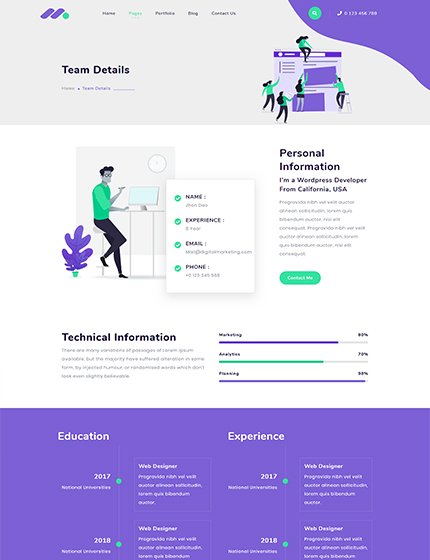 Home Pages Portfolio Blog Contact Us 0 123 456 789
Team Details
Home Team Details
Personal
Information
I'm a Wordpress Developer
From California, USA
Progravida nibh vel velit
auctor alinean sollicitudin,
lorem quis bibendum
auctor, nisi elit consequat
consequat. Progravida nibh
vel velit auctor alinean
sollicitudin, lorem quis
bibendum auctor, nis elit
consequat.
Contact Me
NAME :
Jhon Doo
EXPERIENCE :
EMAIL :
Mail@digitalmarketing.com
PHONE :
+0 123 345 568
Technical Information
There are many variations of passages of Lorem Ipsum
available, but the majority have suffered alteration in some
form, by injected humour, or randomised words which don't
look even slightly believable.
Marketing 80%
Analytics 70%
Planning 98%
Education
2017
National Universities
Web Designer
Progravida nibh vel velit
auctor alinean sollicitudin,
lorem quis bibendum
auctor.
2018
National Universities
Web Designer
Progravida nibh vel velit
auctor alinean sollicitudin,
lorem quis bibendum
Experience
2017
National Universities
Web Designer
Progravida nibh vel velit
auctor alinean sollicitudin,
lorem quis bibendum
auctor.
2018
National Universities
Web Designer
Progravida nibh vel velit
auctor alinean sollicitudin,
lorem quis bibendum